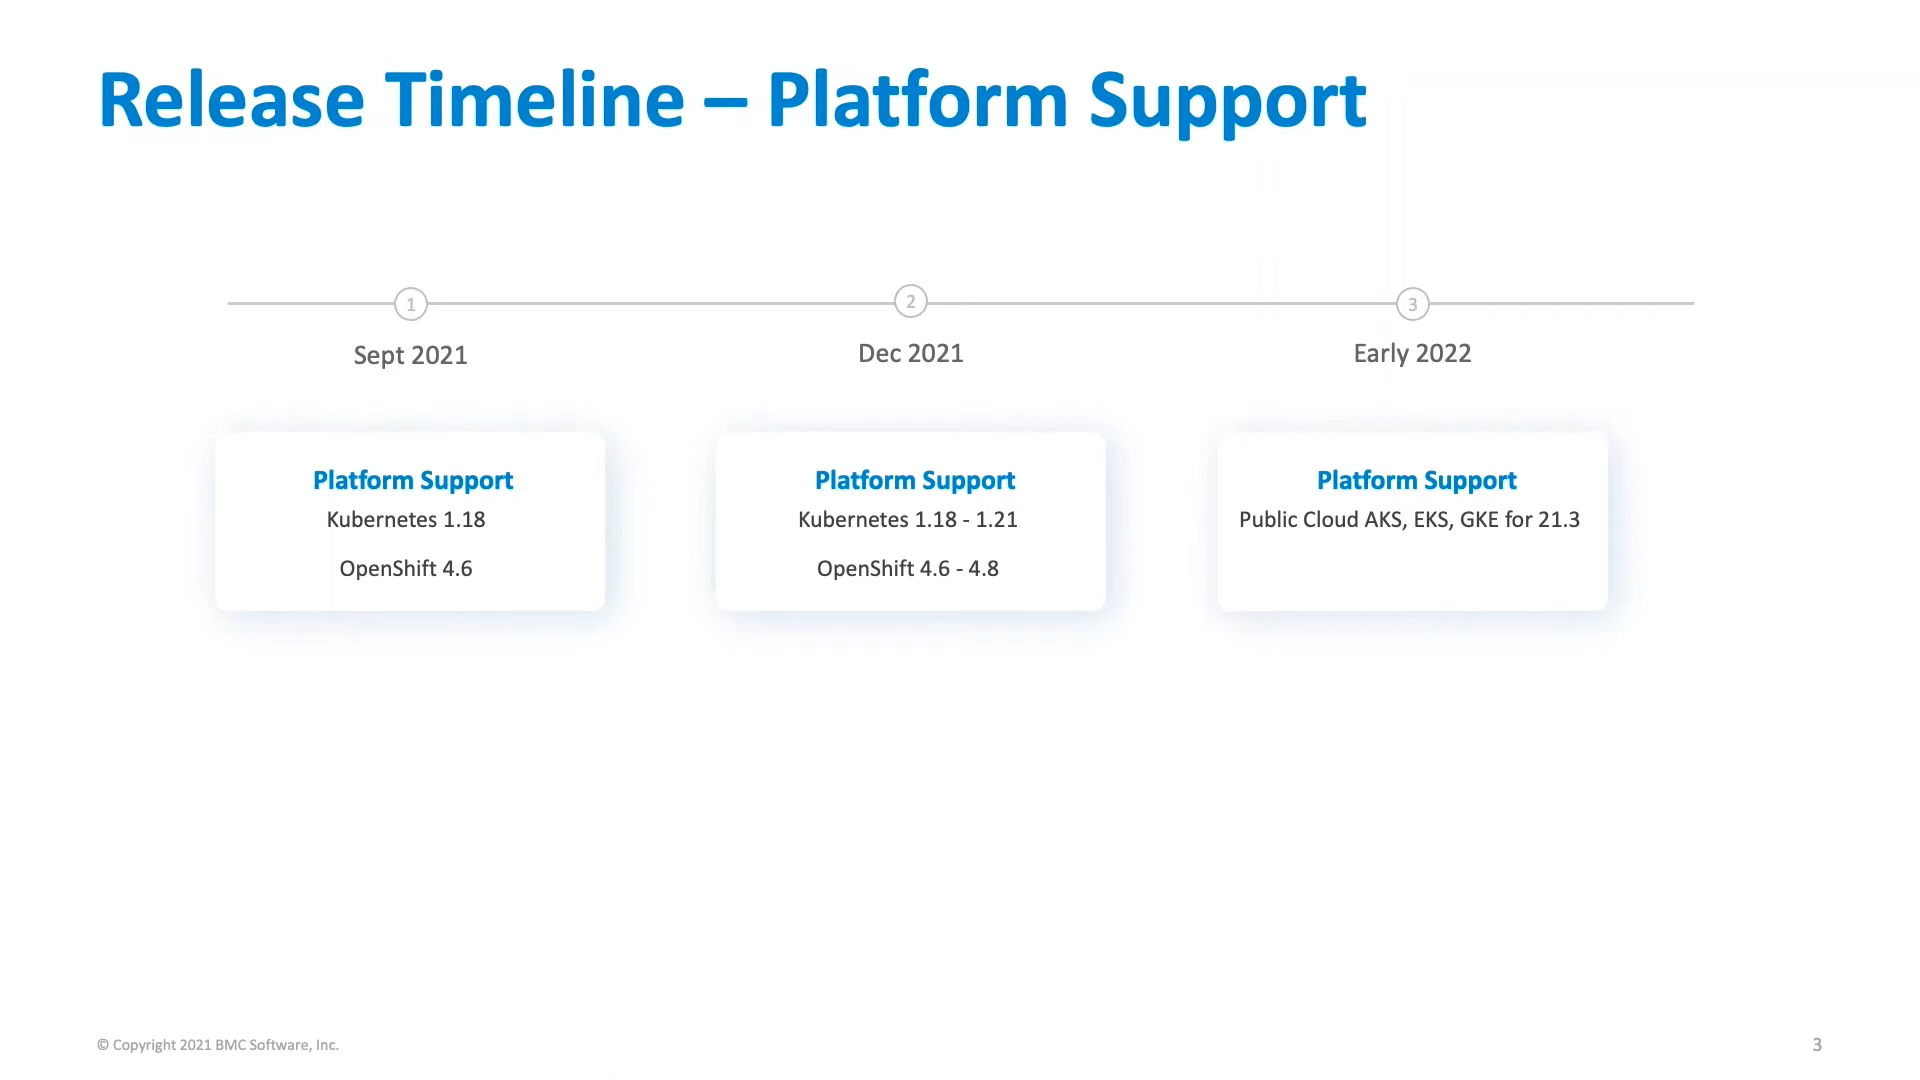 Release Timeline – Platform Support
1
2
3
Sept 2021
Dec 2021
Early 2022
Platform Support
Kubernetes 1.18
OpenShift 4.6
Platform Support
Kubernetes 1.18 - 1.21
OpenShift 4.6 - 4.8
Platform Support
Public Cloud AKS, EKS, GKE for 21.3
© Copyright 2021 BMC Software, Inc.
3